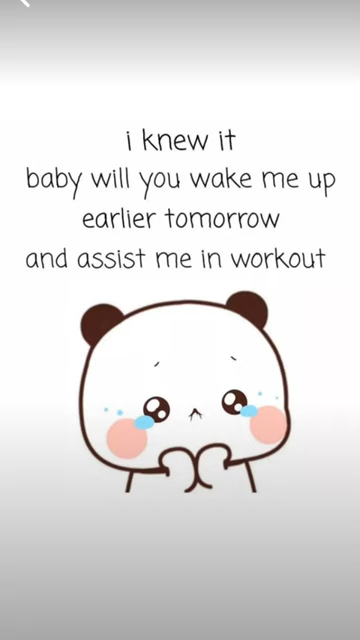 i knew it
baby will you wake me up
earlier tomorrow
and assist me in workout